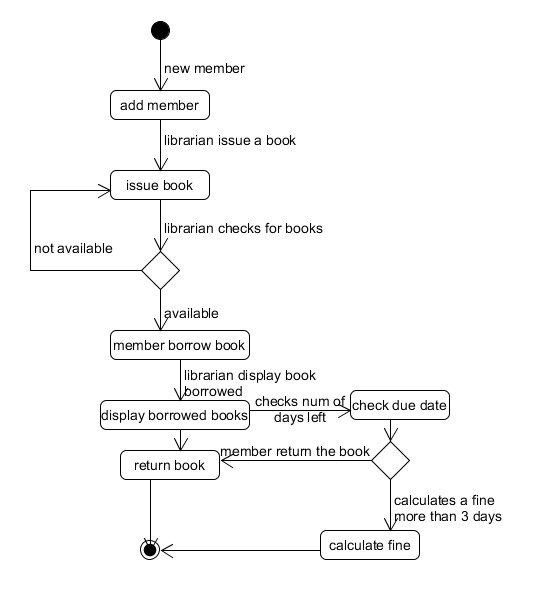 new member
add member
librarian issue a book
issue book
librarian checks for books
not available
available
member borrow book
librarian display book
borrowed
checks num of
days left
check due date
display borrowed books
member return the book
return book
calculates a fine
more than 3 days
calculate fine